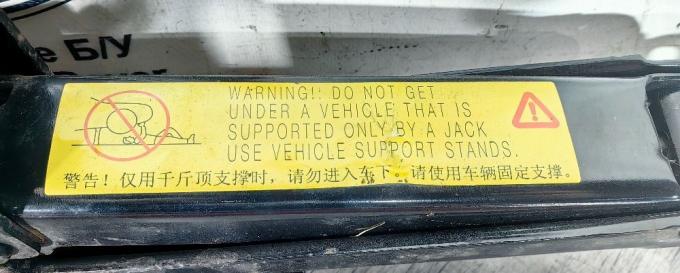 е Б/У
WARNING!: DO NOT GET
UNDER A VEHICLE THAT IS
SUPPORTED ONLY BY A JACK
USE VEHICLE SUPPORT STANDS.
警告！仅用千斤顶支撑时，请勿进入车下。请使用车辆固定支撑。